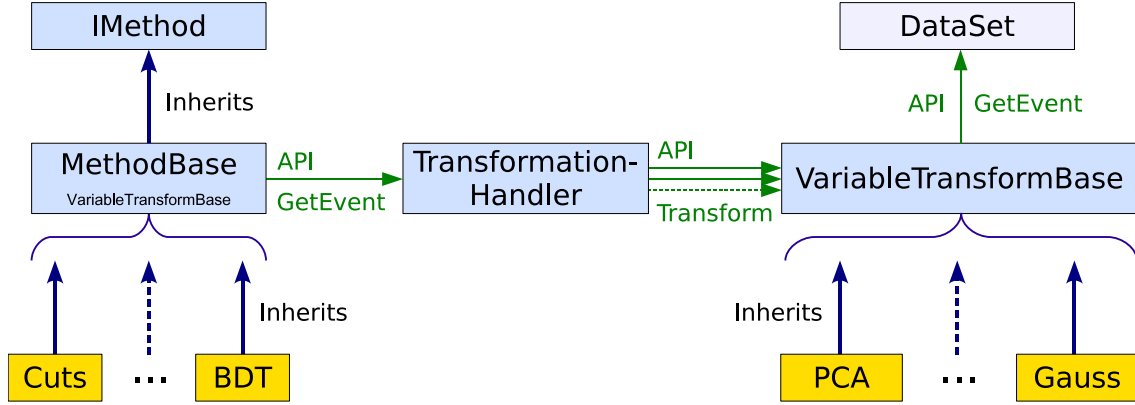 IMethod
DataSet
Inherits
API GetEvent
MethodBase
VariableTransformBase
API
GetEvent
Transformation-
Handler
API
Transform
VariableTransformBase
Inherits
Inherits
Cuts
...
BDT
PCA
...
Gauss